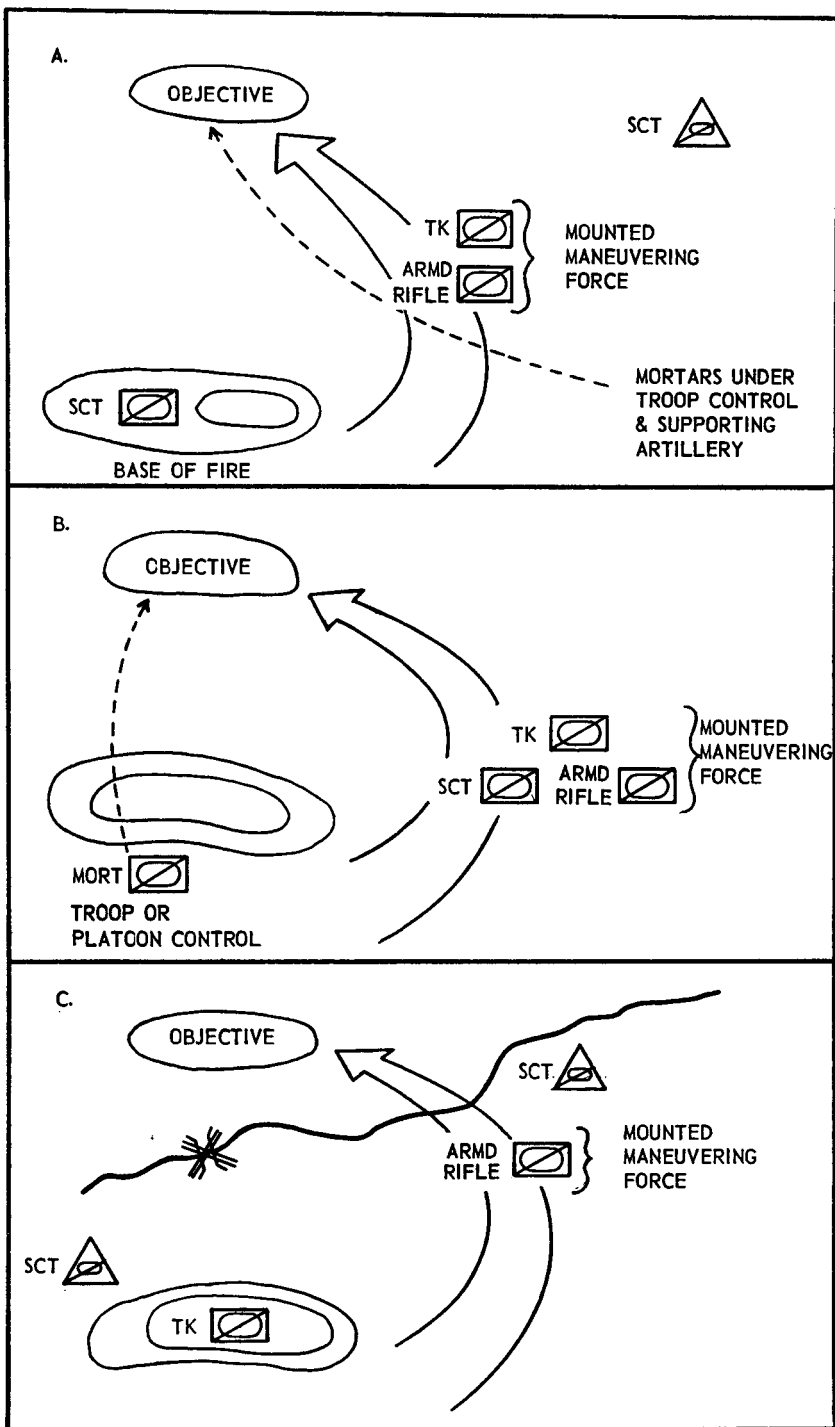 A.
OBJECTIVE
SCT
TK
ARMD
RIFLE
MOUNTED
MANEUVERING
FORCE
SCT
BASE OF FIRE
MORTARS UNDER
TROOP CONTROL
& SUPPORTING
ARTILLERY
B.
OBJECTIVE
TK
SCT
ARMD
RIFLE
MOUNTED
MANEUVERING
FORCE
MORT
TROOP OR
PLATOON CONTROL
C.
OBJECTIVE
SCT.
ARMD
RIFLE
MOUNTED
MANEUVERING
FORCE
SCT
TK